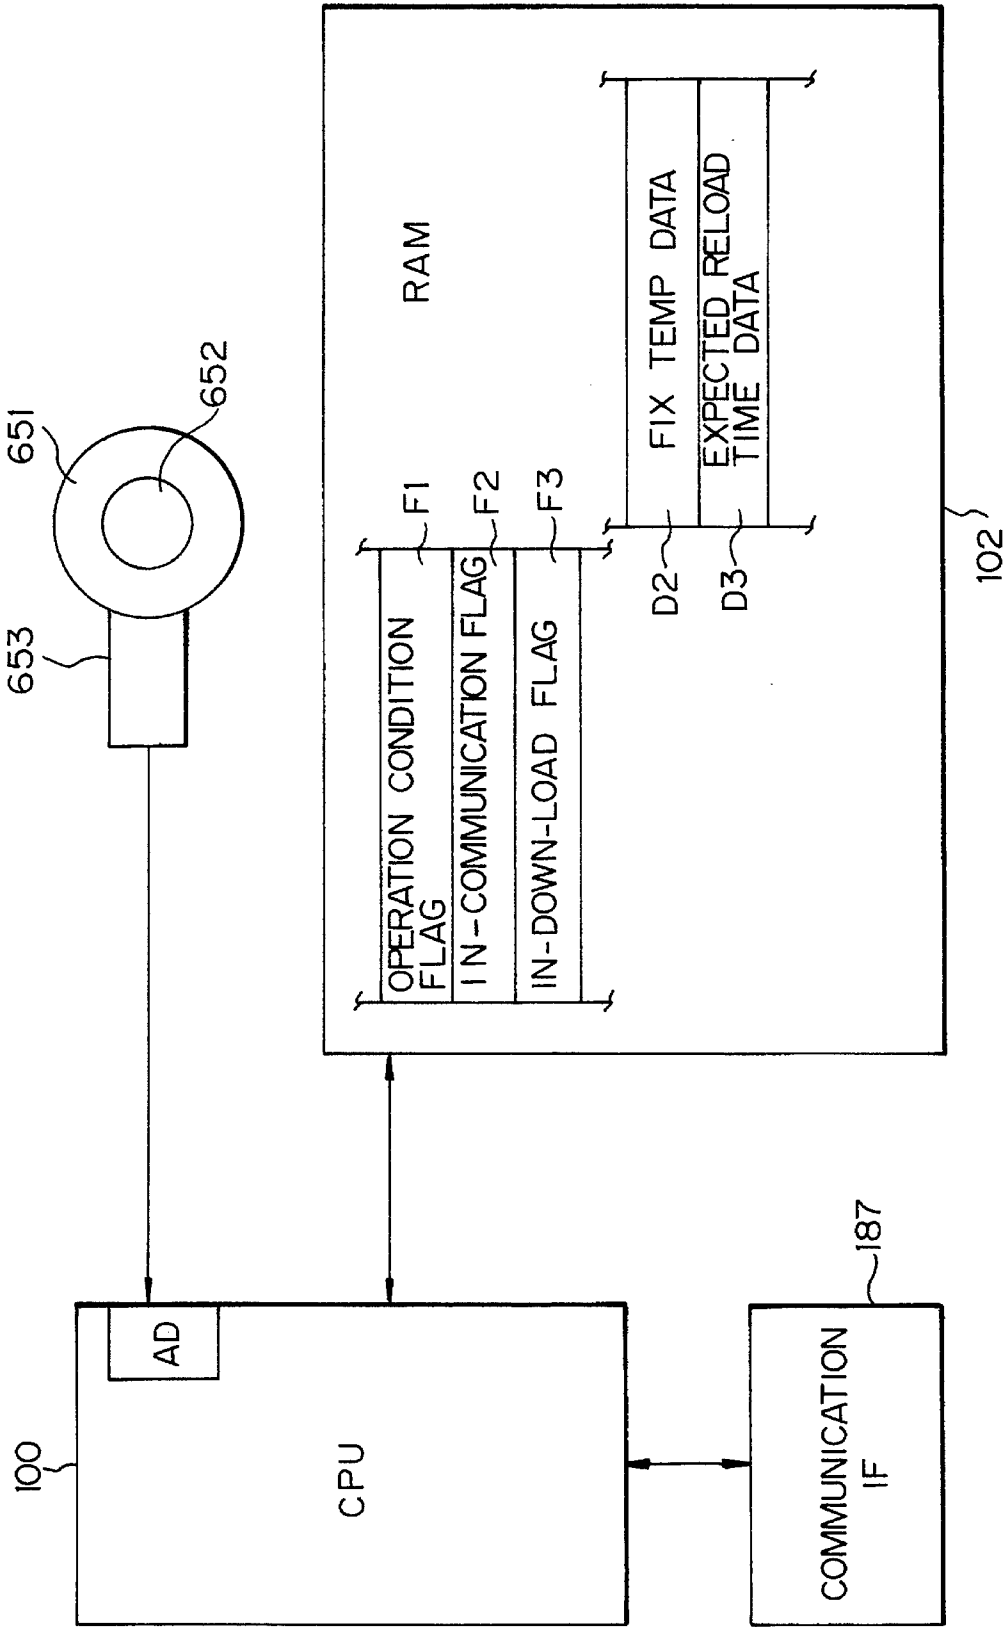 653
651
652
100
AD
CPU
RAM
OPERATION CONDITION
FLAG
F1
IN-COMMUNICATION FLAG
F2
IN-DOWN-LOAD FLAG
F3
D2
FIX TEMP DATA
D3
EXPECTED RELOAD
TIME DATA
COMMUNICATION
IF
187
102